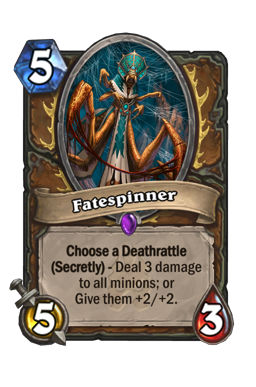 5
Fatespinner
Choose a Deathrattle
(Secretly) - Deal 3 damage
to all minions; or
Give them +2/+2.
5
3